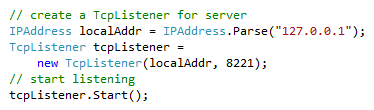 // create a TcpListener for server
IPAddress localAddr = IPAddress.Parse("127.0.0.1");
TcpListener tcpListener =
    new TcpListener(localAddr, 8221);
// start listening
tcpListener.Start();